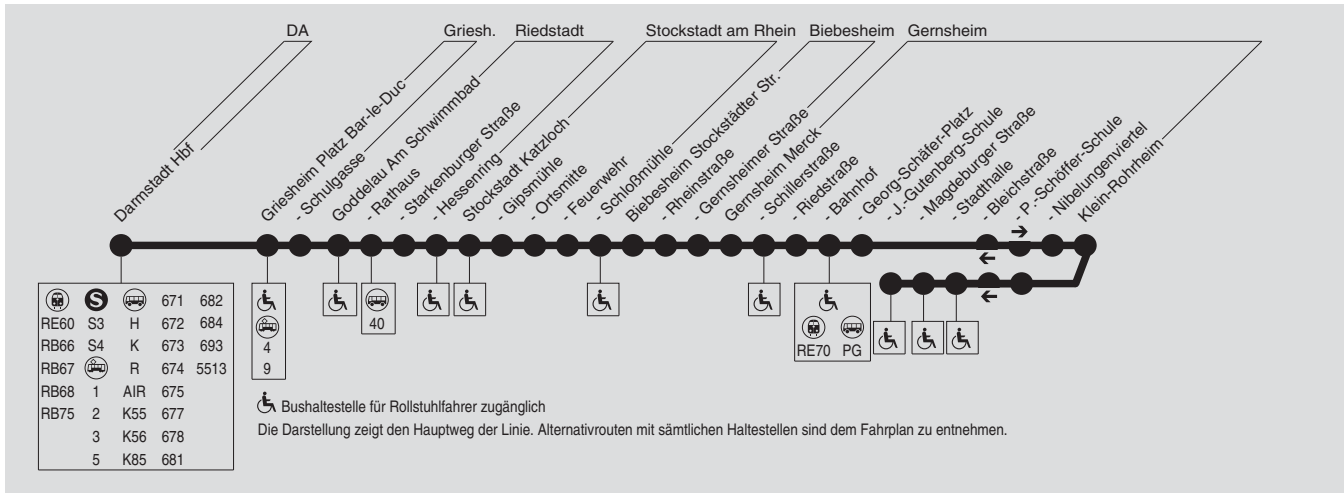 DA Griesh. Riedstadt Stockstadt am Rhein Biebesheim Gernsheim
Darmstadt Hbf
Griesheim Platz Bar-le-Duc
- Schulgasse
Goddelau Am Schwimmbad
- Rathaus
- Starkenburger Straße
- Hessenring
Stockstadt Katzloch
- Gipsmühle
- Ortsmitte
- Feuerwehr
- Schloßmühle
Biebesheim Stockstädter Str.
- Rheinstraße
- Gernsheimer Straße
Gernsheim Merck
- Schillerstraße
- Riedstraße
- Bahnhof
- Georg-Schäfer-Platz
- J.-Gutenberg-Schule
- Magdeburger Straße
- Stadthalle
- Bleichstraße
- P.-Schöffer-Schule
- Nibelungenviertel
Klein-Rohrheim
S 671 682
RE60 S3 H 672 684
RB66 S4 K 673 693
RB67 R 674 5513
RB68 1 AIR 675
RB75 2 K55 677
3 K56 678
5 K85 681
4
9
40
RE70 PG
Bushaltestelle für Rollstuhlfahrer zugänglich
Die Darstellung zeigt den Hauptweg der Linie. Alternativrouten mit sämtlichen Haltestellen sind dem Fahrplan zu entnehmen.